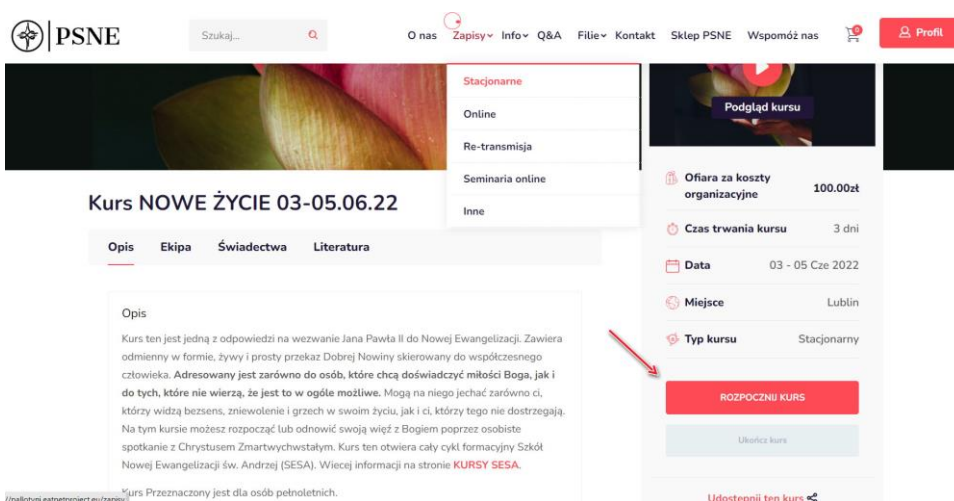 PSNE
Szukaj...
O nas Zapisy Info Q&A Filie Kontakt Sklep PSNE Wspomóż nas 0 Profil
Stacjonarne
Online
Re-transmisja
Seminaria online
Inne
Podgląd kursu
Kurs NOWE ŻYCIE 03-05.06.22
Opis Ekipa Świadectwa Literatura
Opis
Kurs ten jest jedną z odpowiedzi na wezwanie Jana Pawła II do Nowej Ewangelizacji. Zawiera
odmienny w formie, żywy i prosty przekaz Dobrej Nowiny skierowany do współczesnego
człowieka. Adresowany jest zarówno do osób, które chcą doświadczyć miłości Boga, jak i
do tych, które nie wierzą, że jest to w ogóle możliwe. Mogą na niego jechać zarówno ci,
którzy widzą bezsens, zniewolenie i grzech w swoim życiu, jak i ci, którzy tego nie dostrzegają.
Na tym kursie możesz rozpocząć lub odnowić swoją więź z Bogiem poprzez osobiste
spotkanie z Chrystusem Zmartwychwstałym. Kurs ten otwiera cały cykl formacyjny Szkół
Nowej Ewangelizacji św. Andrzej (SESA). Wiecej informacji na stronie KURSY SESA.
Kurs Przeznaczony jest dla osób pełnoletnich.
Ofiara za koszty
organizacyjne 100.00zł
Czas trwania kursu 3 dni
Data 03 - 05 Cze 2022
Miejsce Lublin
Typ kursu Stacjonarny
ROZPOCZNIJ KURS
Ukończ kurs
Udostępnij ten kurs